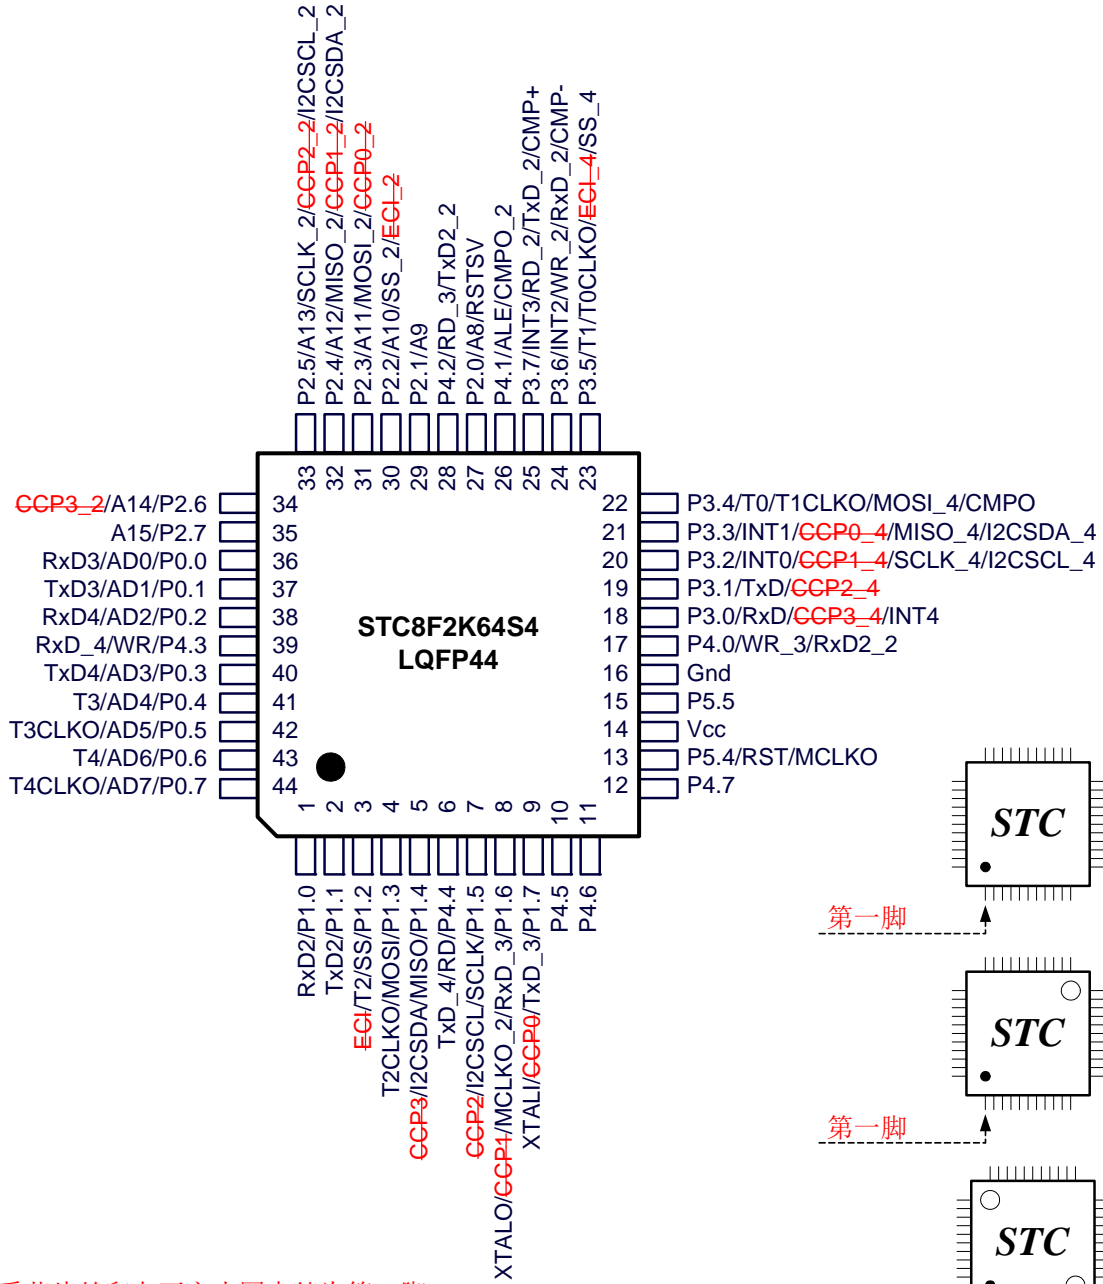 P2.5/A13/SCLK_2/CCP2_2/I2CSCL_2
P2.4/A12/MISO_2/CCP1_2/I2CSDA_2
P2.3/A11/MOSI_2/CCP0_2
P2.2/A10/SS_2/ECI_2
P2.1/A9
P4.2/RD_3/TxD2_2
P2.0/A8/RSTSV
P4.1/ALE/CMPO_2
P3.7/INT3/RD_2/TxD_2/CMP+
P3.6/INT2/WR_2/RxD_2/CMP-
P3.5/T1/T0CLKO/ECI_4/SS_4
33 32 31 30 29 28 27 26 25 24 23
CCP3_2/A14/P2.6 34
A15/P2.7 35
RxD3/AD0/P0.0 36
TxD3/AD1/P0.1 37
RxD4/AD2/P0.2 38
RxD_4/WR/P4.3 39
TxD4/AD3/P0.3 40
T3/AD4/P0.4 41
T3CLKO/AD5/P0.5 42
T4/AD6/P0.6 43
T4CLKO/AD7/P0.7 44
STC8F2K64S4
LQFP44
22 P3.4/T0/T1CLKO/MOSI_4/CMPO
21 P3.3/INT1/CCP0_4/MISO_4/I2CSDA_4
20 P3.2/INT0/CCP1_4/SCLK_4/I2CSCL_4
19 P3.1/TxD/CCP2_4
18 P3.0/RxD/CCP3_4/INT4
17 P4.0/WR_3/RxD2_2
16 Gnd
15 P5.5
14 Vcc
13 P5.4/RST/MCLKO
12 P4.7
1 2 3 4 5 6 7 8 9 10 11
RxD2/P1.0
TxD2/P1.1
ECI/T2/SS/P1.2
T2CLKO/MOSI/P1.3
CCP3/I2CSDA/MISO/P1.4
TxD_4/RD/P4.4
CCP2/I2CSCL/SCLK/P1.5
XTALO/CCP1/MCLKO_2/RxD_3/P1.6
XTALI/CCP0/TxD_3/P1.7
P4.5
P4.6
STC
第一脚
STC
第一脚
STC